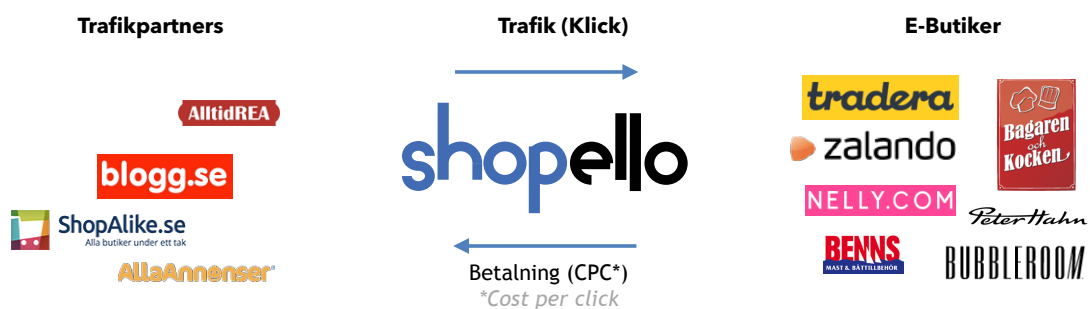 Trafikpartners
Trafik (Klick)
E-Butiker
AlltidREA
blogg.se
ShopAlike.se
Alla butiker under ett tak
AllaAnnonser
shopello
Betalning (CPC*)
*Cost per click
tradera
zalando
NELLY.COM
BENNS
MAST & BÅTTILLBEHÖR
Bagaren
och
Kocken
Peter Hahn
BUBBLEROOM